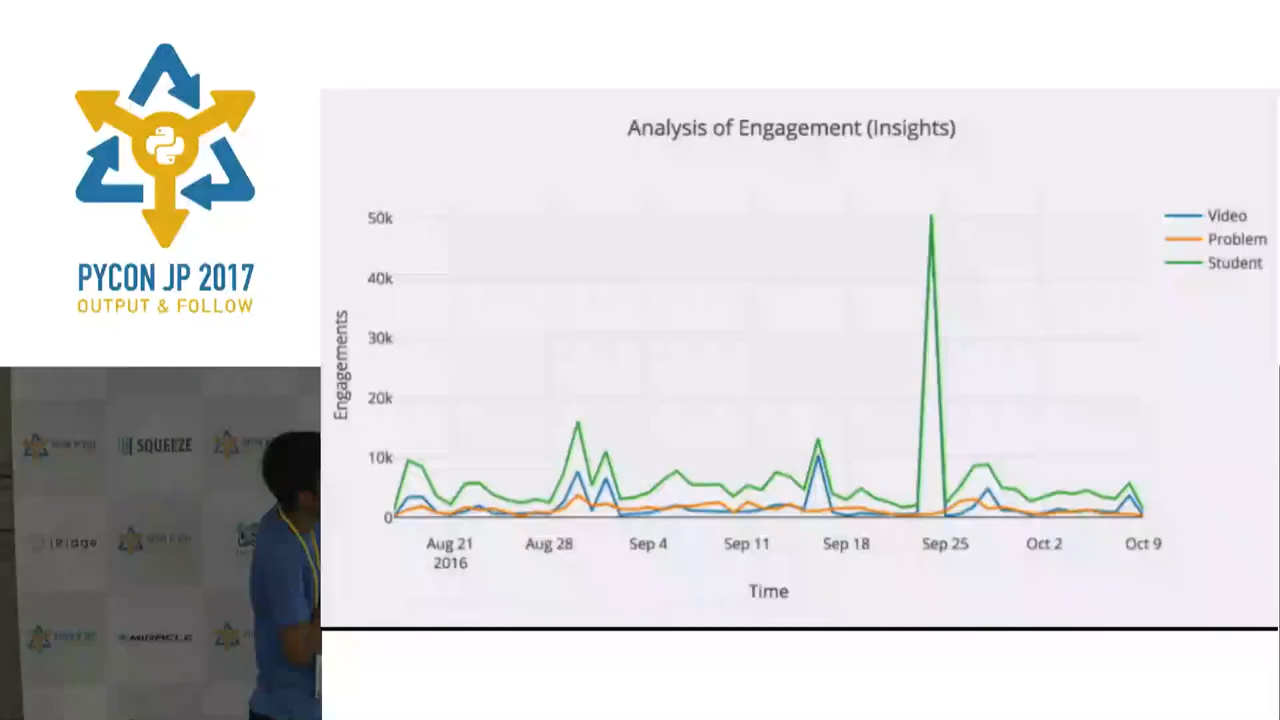 PYCON JP 2017
OUTPUT & FOLLOW
Analysis of Engagement (Insights)
Engagements
50k
40k
30k
20k
10k
0
Aug 21
2016
Aug 28
Sep 4
Sep 11
Sep 18
Sep 25
Oct 2
Oct 9
Time
Video
Problem
Student
SQUEEZE
iRidge
MIRACLE